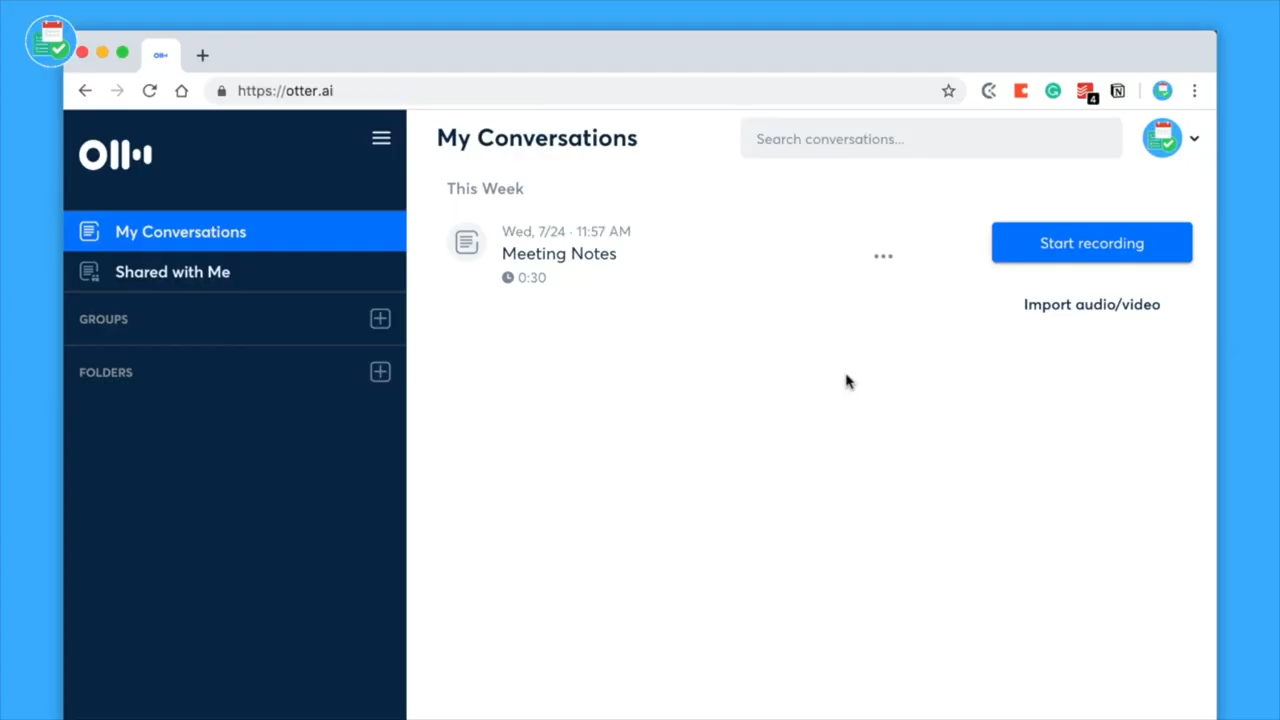 https://otter.ai
4
My Conversations
Search conversations...
My Conversations
Shared with Me
GROUPS
FOLDERS
This Week
Wed, 7/24 · 11:57 AM
Meeting Notes
0:30
Start recording
Import audio/video